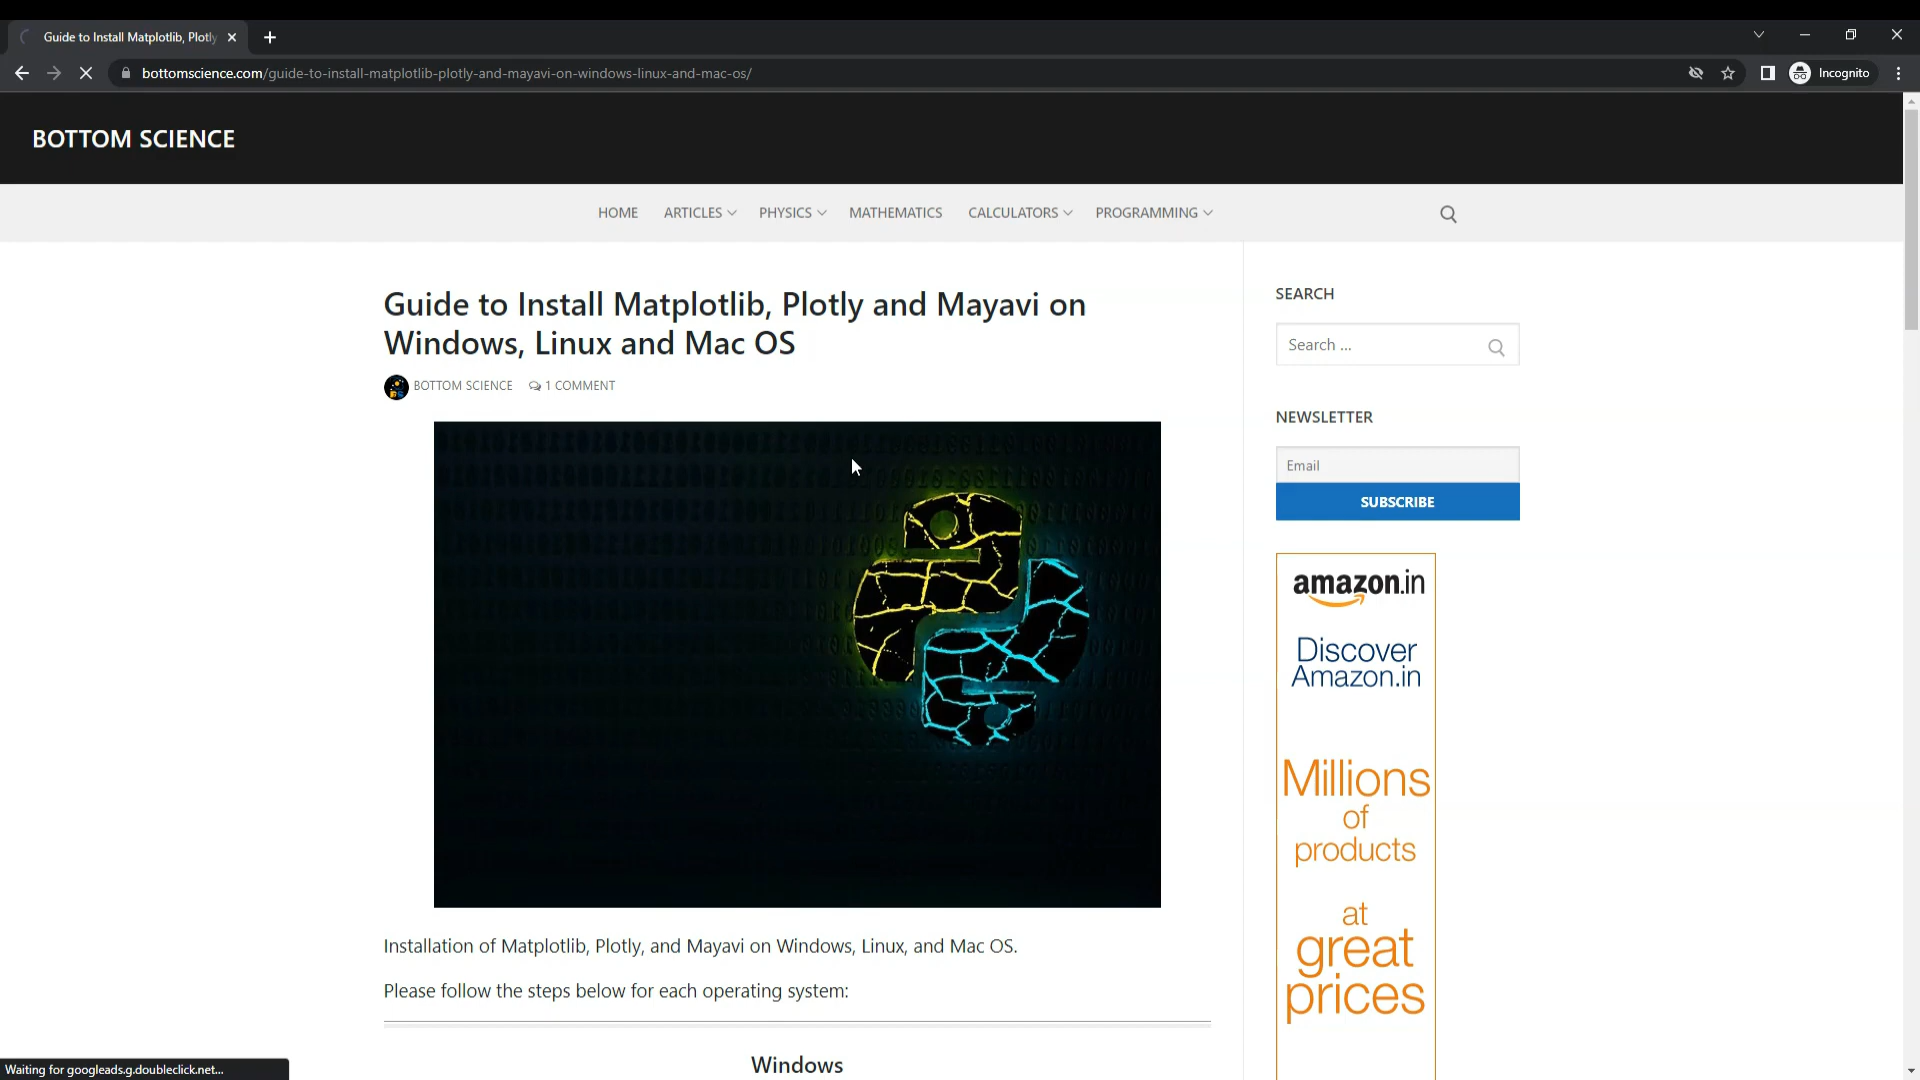 Guide to Install Matplotlib, Plotly
bottomscience.com/guide-to-install-matplotlib-plotly-and-mayavi-on-windows-linux-and-mac-os/
Incognito
BOTTOM SCIENCE
HOME ARTICLES PHYSICS MATHEMATICS CALCULATORS PROGRAMMING
Guide to Install Matplotlib, Plotly and Mayavi on
Windows, Linux and Mac OS
BOTTOM SCIENCE 1 COMMENT
Installation of Matplotlib, Plotly, and Mayavi on Windows, Linux, and Mac OS.
Please follow the steps below for each operating system:
Windows
SEARCH
Search ...
NEWSLETTER
Email
SUBSCRIBE
amazon.in
Discover
Amazon.in
Millions
of
products
at
great
prices
Waiting for googleads.g.doubleclick.net...